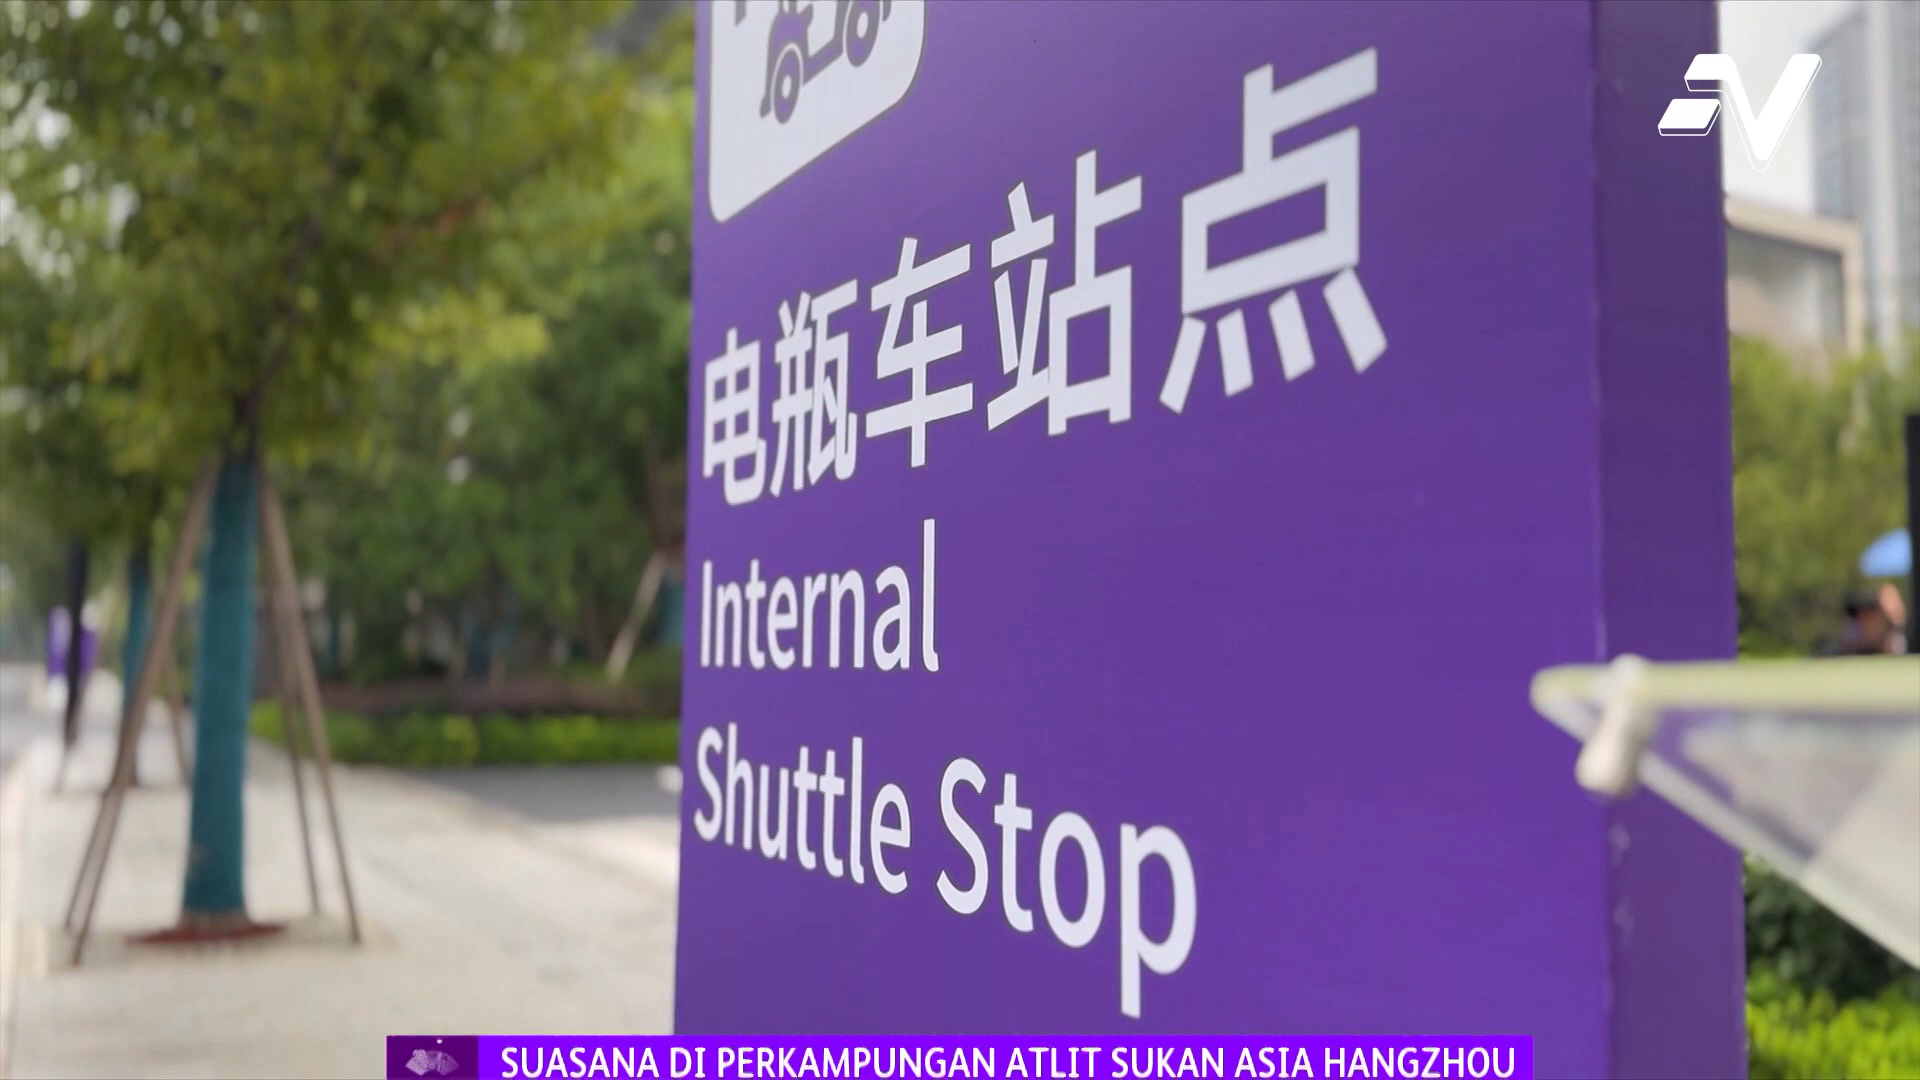 电瓶车站点
Internal
Shuttle Stop
SUASANA DI PERKAMPUNGAN ATLIT SUKAN ASIA HANGZHOU